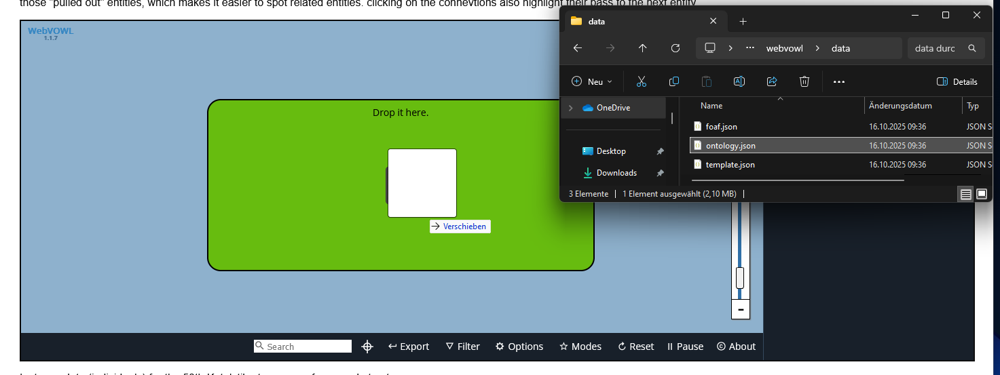 those "pulled out" entities, which makes it easier to spot related entities. clicking on the connevtions also highlight their pass to the next entity
WebVOWL
1.1.7
data
webvowl
data
data durc
Neu
Details
OneDrive
Desktop
Downloads
Name Änderungsdatum Typ
foaf.json 16.10.2025 09:36 JSON S
ontology.json 16.10.2025 09:36 JSON S
template.json 16.10.2025 09:36 JSON S
3 Elemente 1 Element ausgewählt (2,10 MB)
Drop it here.
→ Verschieben
Search Export Filter Options Modes Reset Pause About